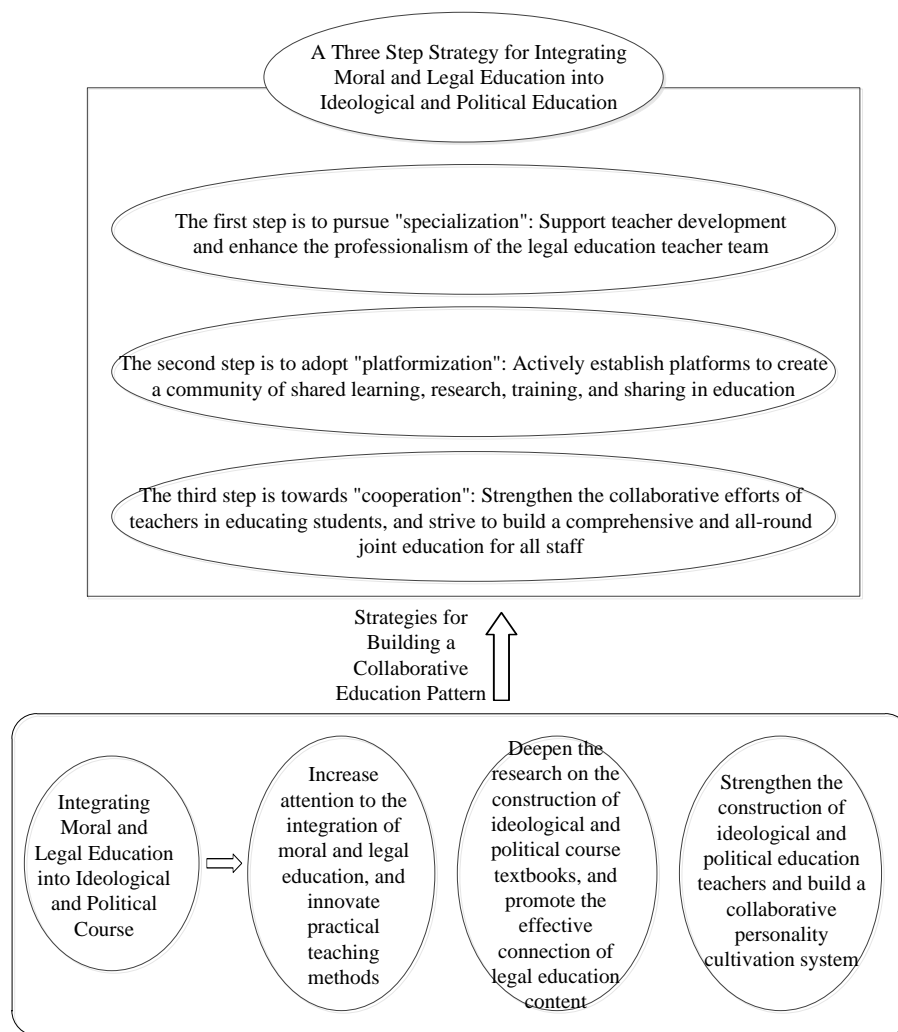 A Three Step Strategy for Integrating
Moral and Legal Education into
Ideological and Political Education
The first step is to pursue "specialization": Support teacher development
and enhance the professionalism of the legal education teacher team
The second step is to adopt "platformization": Actively establish platforms to create
a community of shared learning, research, training, and sharing in education
The third step is towards "cooperation": Strengthen the collaborative efforts of
teachers in educating students, and strive to build a comprehensive and all-round
joint education for all staff
Strategies for
Building a
Collaborative
Education Pattern
Integrating
Moral and
Legal Education
into Ideological
and Political
Course
Increase
attention to the
integration of
moral and legal
education, and
innovate
practical
teaching
methods
Deepen the
research on the
construction of
ideological and
political course
textbooks, and
promote the
effective
connection of
legal education
content
Strengthen the
construction of
ideological and
political education
teachers and build a
collaborative
personality
cultivation system